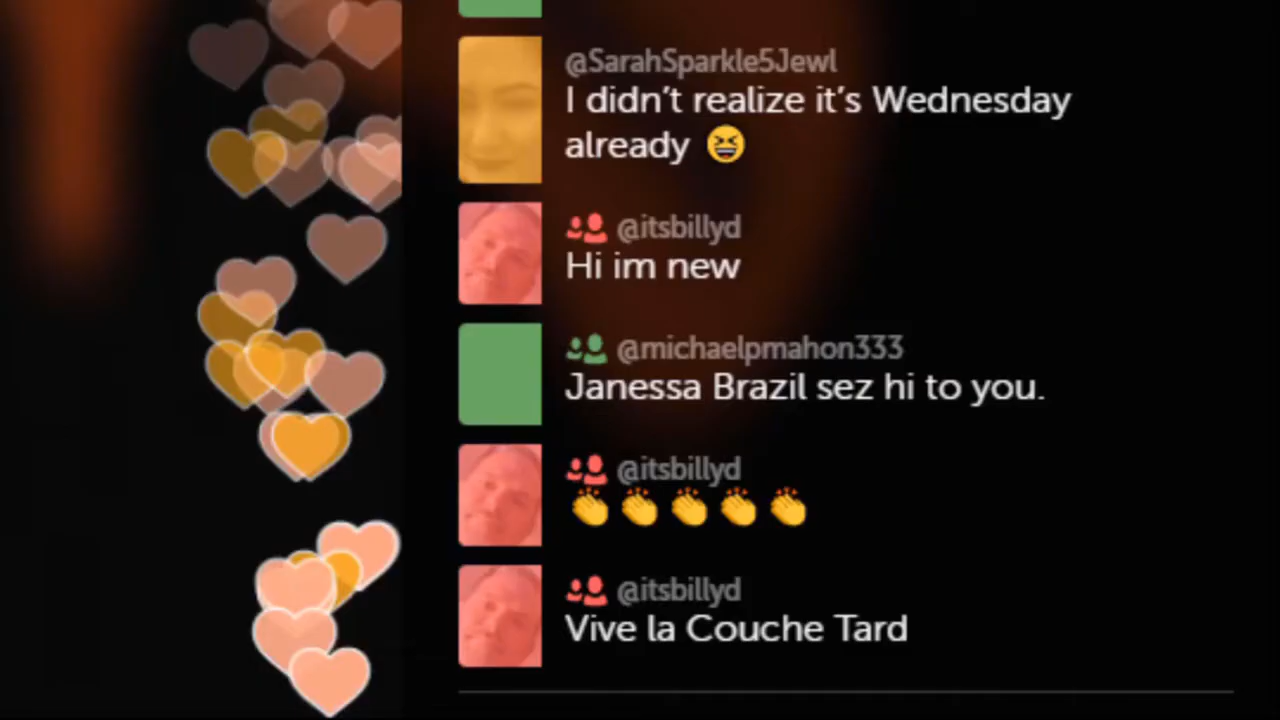 @SarahSparkle5Jewl
I didn't realize it's Wednesday
already 😆
@itsbillyd
Hi im new
@michaelpmahon333
Janessa Brazil sez hi to you.
@itsbillyd
👏 👏 👏 👏 👏
@itsbillyd
Vive la Couche Tard